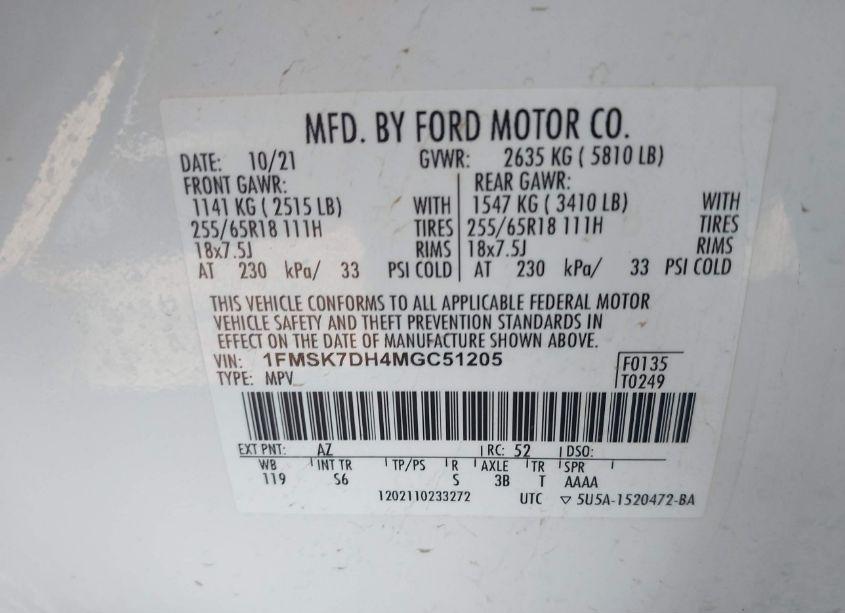 MFD. BY FORD MOTOR CO.
DATE: 10/21 GVWR: 2635 KG ( 5810 LB)
FRONT GAWR: REAR GAWR:
1141 KG ( 2515 LB) WITH 1547 KG ( 3410 LB) WITH
255/65R18 111H TIRES 255/65R18 111H TIRES
18x7.5J RIMS 18x7.5J RIMS
AT 230 kPa/ 33 PSI COLD AT 230 kPa/ 33 PSI COLD
THIS VEHICLE CONFORMS TO ALL APPLICABLE FEDERAL MOTOR
VEHICLE SAFETY AND THEFT PREVENTION STANDARDS IN
EFFECT ON THE DATE OF MANUFACTURE SHOWN ABOVE.
VIN: 1FMSK7DH4MGC51205 F0135
TYPE: MPV T0249
EXT PNT: AZ RC: 52 DSO:
WB INT TR TP/PS R AXLE TR SPR
119 S6 S 3B T AAAA
1202110233272 UTC ▽ 5U5A-1520472-BA